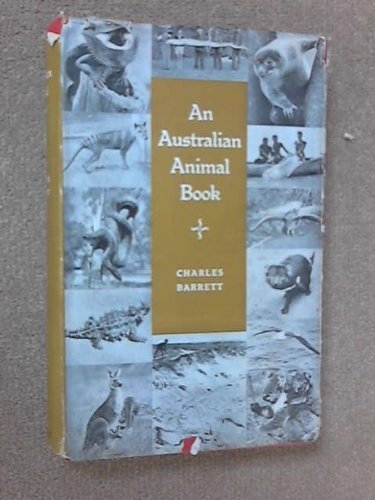 An
Australian
Animal
Book
CHARLES
BARRETT